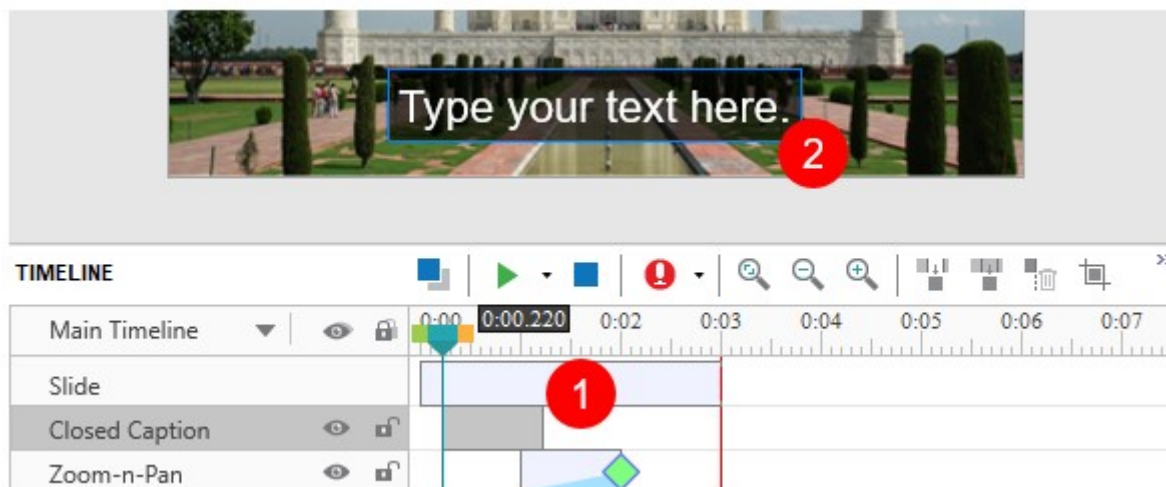 Type your text here.
2
TIMELINE
Main Timeline
0:00 0:00.220 0:02 0:03 0:04 0:05 0:06 0:07
Slide
1
Closed Caption
Zoom-n-Pan